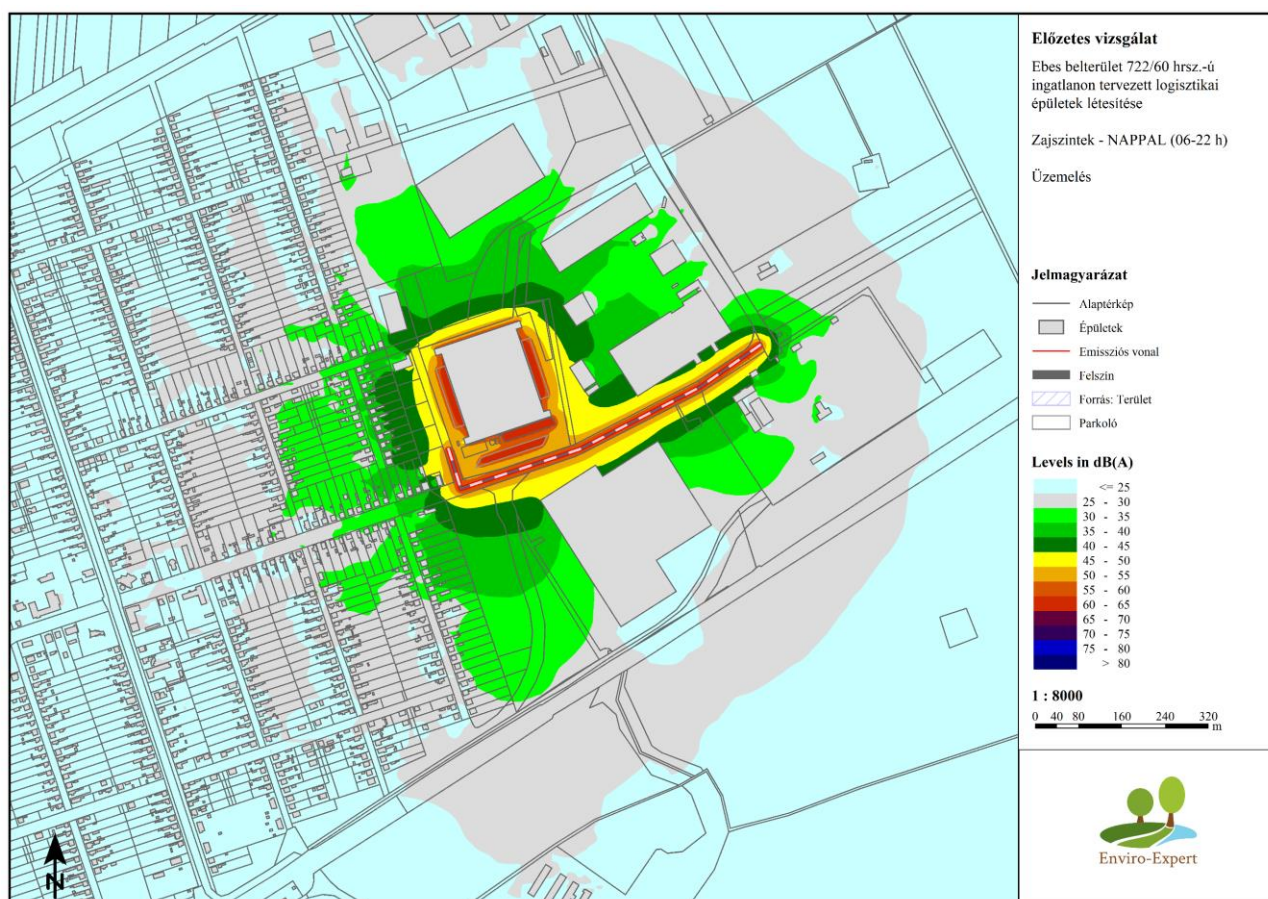 Előzetes vizsgálat
Ebes belterület 722/60 hrsz.-ú
ingatlanon tervezett logisztikai
épületek létesítése
Zajszintek - NAPPAL (06-22 h)
Üzemelés
Jelmagyarázat
Alaptérkép
Épületek
Emissziós vonal
Felszín
Forrás: Terület
Parkoló
Levels in dB(A)
<= 25
25 - 30
30 - 35
35 - 40
40 - 45
45 - 50
50 - 55
55 - 60
60 - 65
65 - 70
70 - 75
75 - 80
> 80
1 : 8000
0 40 80 160 240 320
m
Enviro-Expert
N